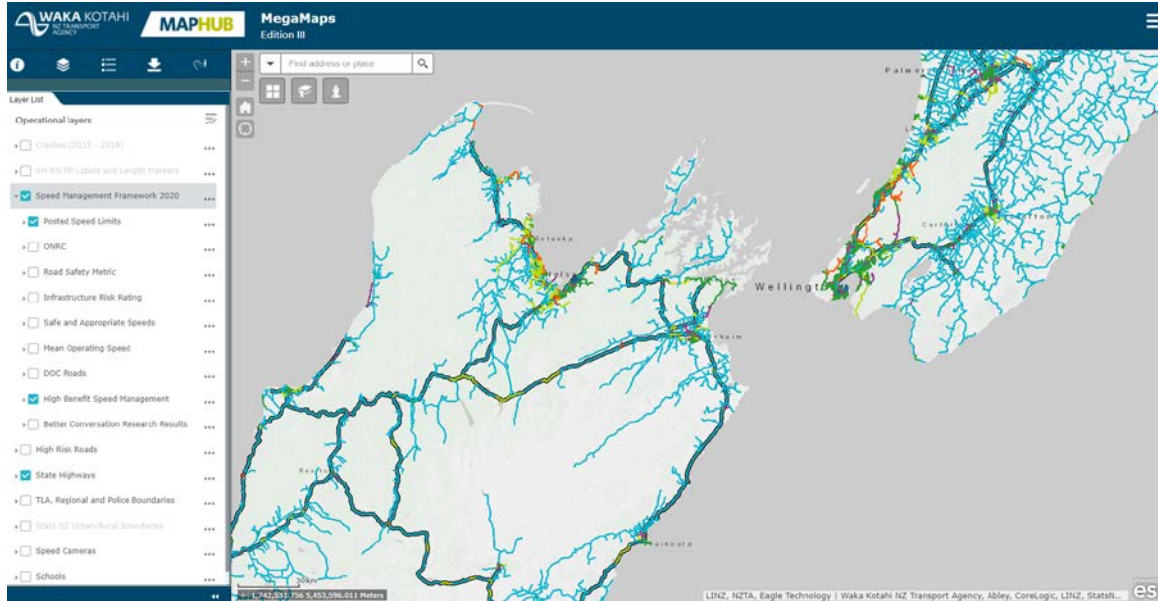 WAKA KOTAHI
NZ TRANSPORT
AGENCY
MAPHUB
MegaMaps
Edition III
Find address or place
Layer List
Operational layers
Crashes (2015 - 2019)
SH RS/RP Labels and Length Markers
Speed Management Framework 2020
Posted Speed Limits
ONRC
Road Safety Metric
Infrastructure Risk Rating
Safe and Appropriate Speeds
Mean Operating Speed
DOC Roads
High Benefit Speed Management
Better Conversation Research Results
High Risk Roads
State Highways
TLA, Regional and Police Boundaries
Stats NZ Urban/Rural Boundaries
Speed Cameras
Schools
Motueka
Wellingt
30km
1,742,531.756 5,453,596.011 Meters
LINZ, NZTA, Eagle Technology | Waka Kotahi NZ Transport Agency, Abley, CoreLogic, LINZ, StatsN...
es